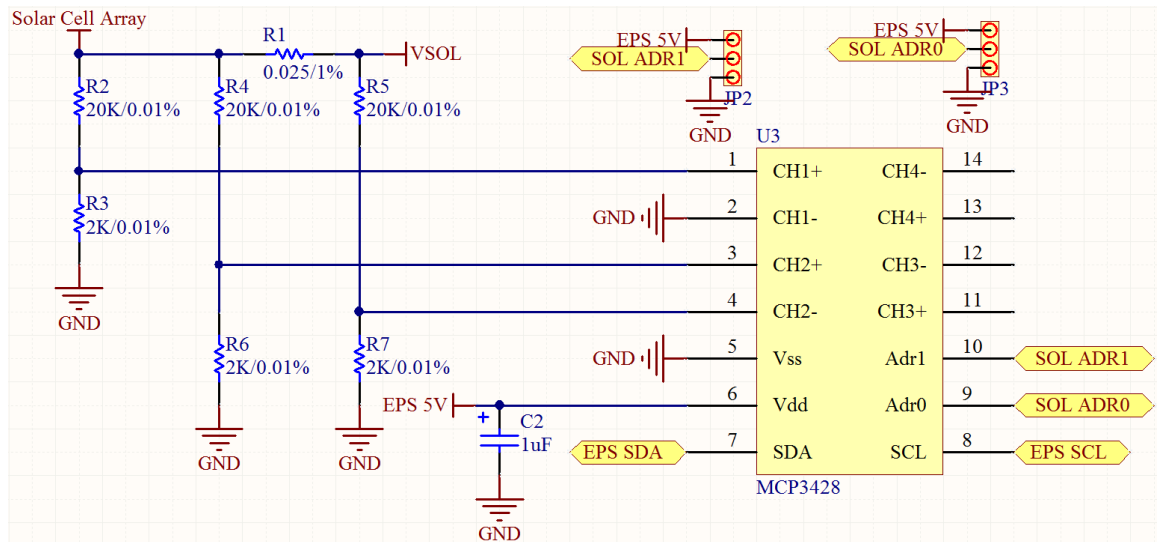 Solar Cell Array
R1
0.025/1%
VSOL
R2
20K/0.01%
R4
20K/0.01%
R5
20K/0.01%
R3
2K/0.01%
GND
R6
2K/0.01%
GND
R7
2K/0.01%
GND
EPS 5V
SOL ADR1
JP2
GND
EPS 5V
SOL ADR0
JP3
GND
U3
1 CH1+ CH4- 14
GND 2 CH1- CH4+ 13
3 CH2+ CH3- 12
4 CH2- CH3+ 11
GND 5 Vss Adr1 10 SOL ADR1
EPS 5V 6 Vdd Adr0 9 SOL ADR0
+ C2
1uF
EPS SDA 7 SDA SCL 8 EPS SCL
MCP3428
GND